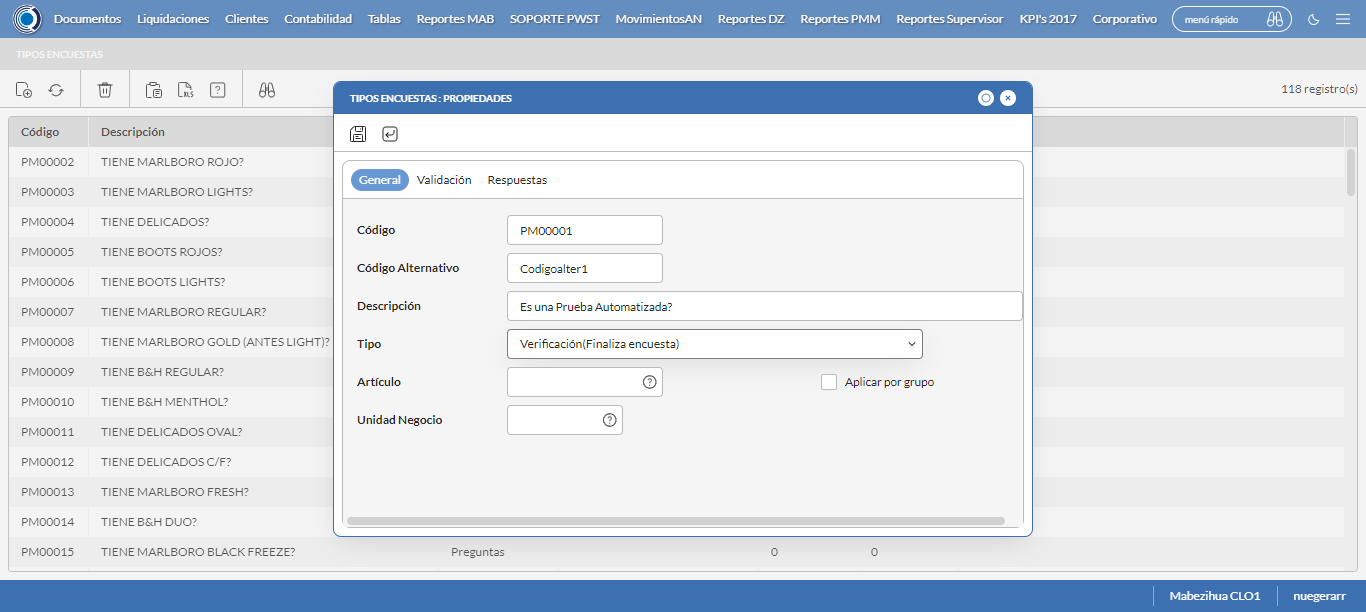 Documentos Liquidaciones Clientes Contabilidad Tablas Reportes MAB SOPORTE PWST MovimientosAN Reportes DZ Reportes PMM Reportes Supervisor KPI's 2017 Corporativo menú rápido
TIPOS ENCUESTAS
XLS ? 118 registro(s)
TIPOS ENCUESTAS : PROPIEDADES
General Validación Respuestas
Código PM00001
Código Alternativo Codigoalter1
Descripción Es una Prueba Automatizada?
Tipo Verificación(Finaliza encuesta)
Artículo ? Aplicar por grupo
Unidad Negocio ?
Código Descripción
PM00002 TIENE MARLBORO ROJO?
PM00003 TIENE MARLBORO LIGHTS?
PM00004 TIENE DELICADOS?
PM00005 TIENE BOOTS ROJOS?
PM00006 TIENE BOOTS LIGHTS?
PM00007 TIENE MARLBORO REGULAR?
PM00008 TIENE MARLBORO GOLD (ANTES LIGHT)?
PM00009 TIENE B&H REGULAR?
PM00010 TIENE B&H MENTHOL?
PM00011 TIENE DELICADOS OVAL?
PM00012 TIENE DELICADOS C/F?
PM00013 TIENE MARLBORO FRESH?
PM00014 TIENE B&H DUO?
PM00015 TIENE MARLBORO BLACK FREEZE? Preguntas 0 0
Mabezihua CLO1 nuegerarr